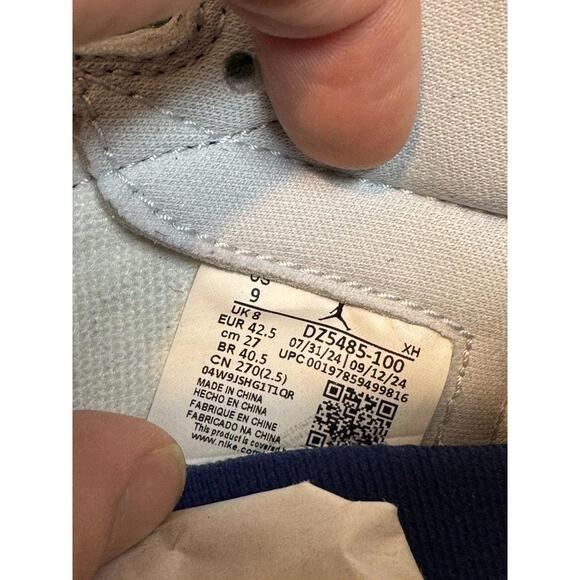 US
9
UK 8
EUR 42.5
cm 27
BR 40.5
CN 270(2.5)
04W9JSHG1T1QR
MADE IN CHINA
HECHO EN CHINA
FABRIQUE EN CHINE
FABRICADO NA CHINA
This product is covered
www.nike.com
DZ5485-100 XH
07/31/24 | 09/12/24
UPC 00197859499816